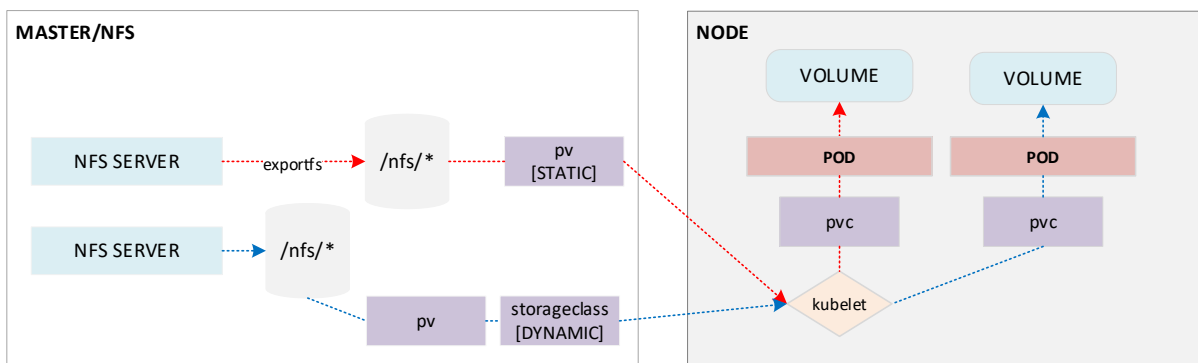 MASTER/NFS
NFS SERVER
exportfs
/nfs/*
pv
[STATIC]
NFS SERVER
/nfs/*
pv
storageclass
[DYNAMIC]
NODE
VOLUME
VOLUME
POD
POD
pvc
pvc
kubelet